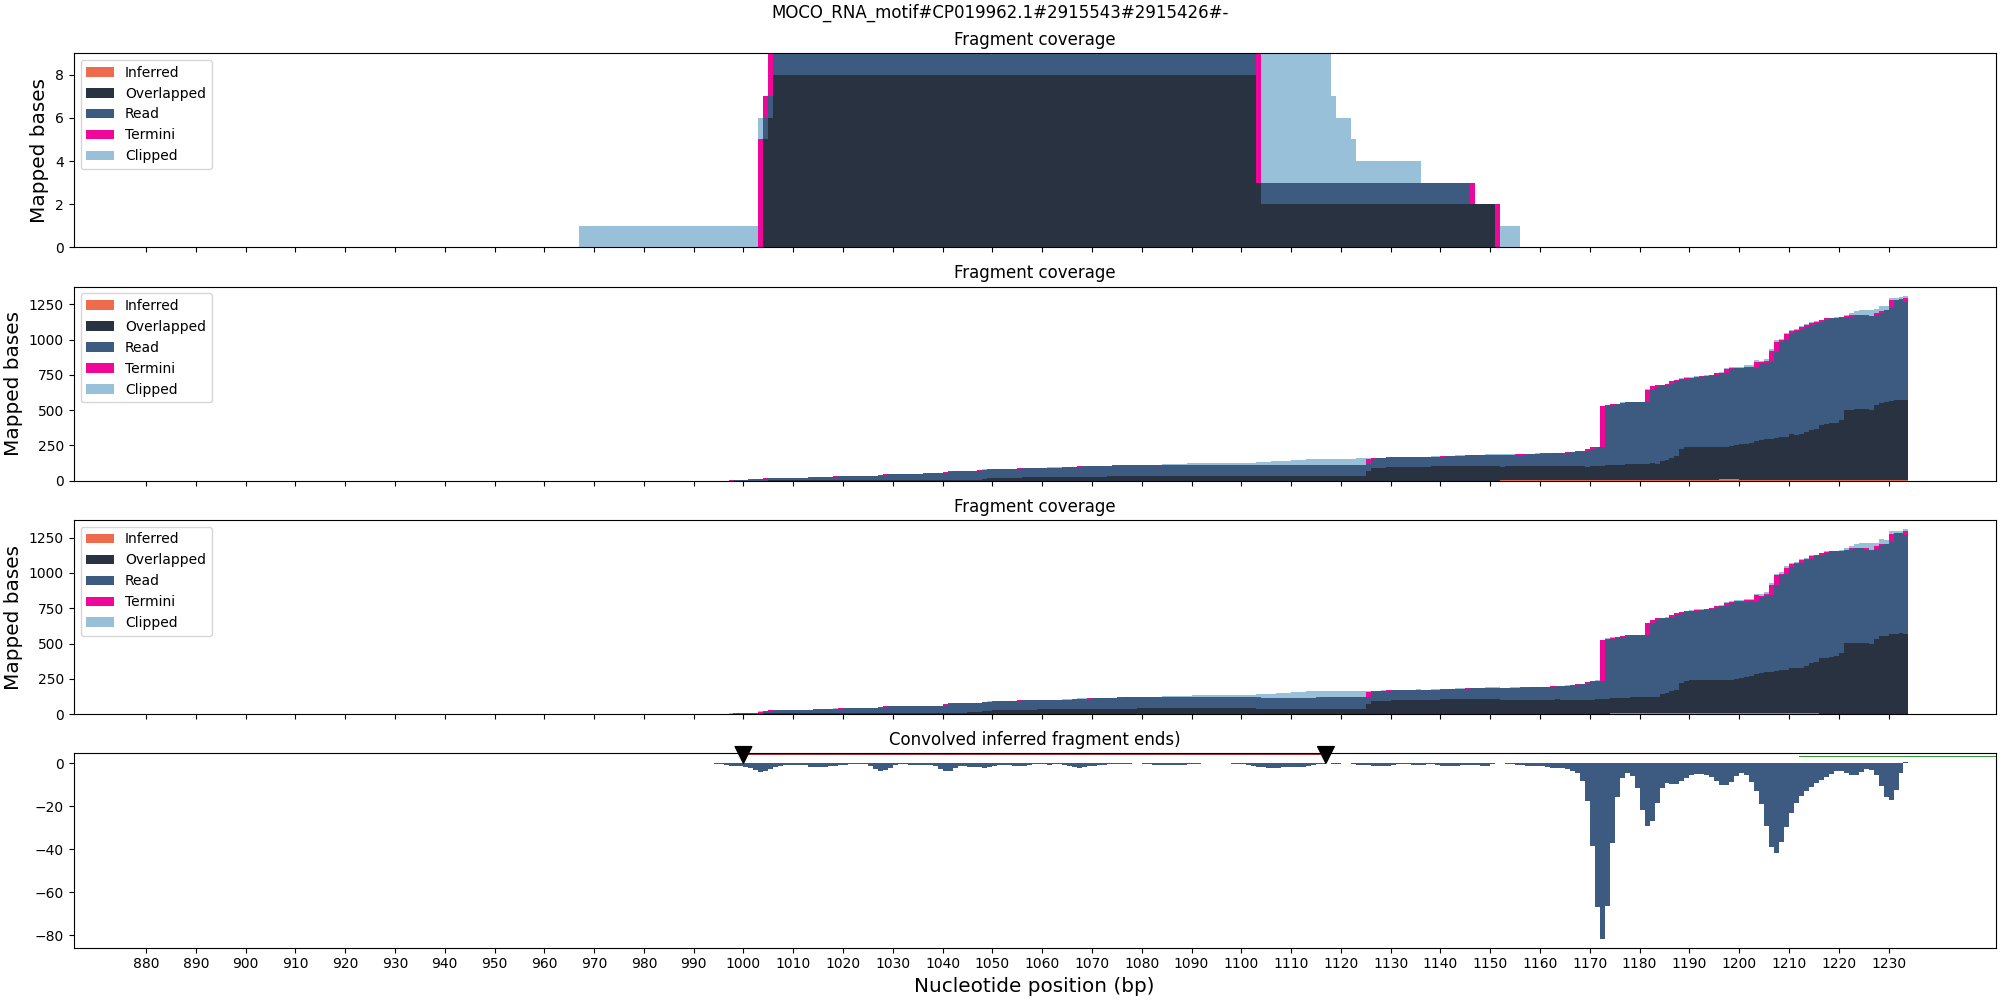 MOCO_RNA_motif#CP019962.1#2915543#2915426#-
Fragment coverage
Mapped bases
8
6
4
2
0
Inferred
Overlapped
Read
Termini
Clipped
Fragment coverage
Mapped bases
1250
1000
750
500
250
0
Inferred
Overlapped
Read
Termini
Clipped
Fragment coverage
Mapped bases
1250
1000
750
500
250
0
Inferred
Overlapped
Read
Termini
Clipped
Convolved inferred fragment ends)
0
−20
−40
−60
−80
880 890 900 910 920 930 940 950 960 970 980 990 1000 1010 1020 1030 1040 1050 1060 1070 1080 1090 1100 1110 1120 1130 1140 1150 1160 1170 1180 1190 1200 1210 1220 1230
Nucleotide position (bp)